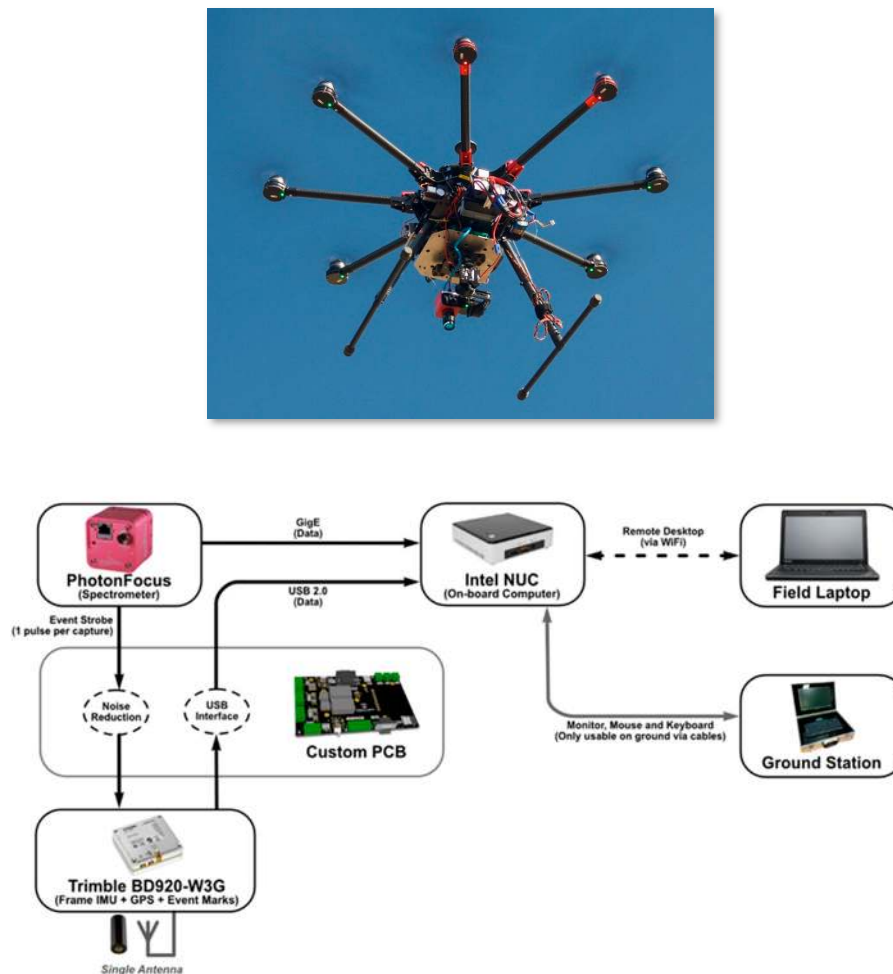 PhotonFocus
(Spectrometer)
GigE
(Data)
Intel NUC
(On-board Computer)
Remote Desktop
(via WiFi)
Field Laptop
USB 2.0
(Data)
Event Strobe
(1 pulse per capture)
Noise
Reduction
USB
Interface
Custom PCB
Monitor, Mouse and Keyboard
(Only usable on ground via cables)
Ground Station
Trimble BD920-W3G
(Frame IMU + GPS + Event Marks)
Single Antenna